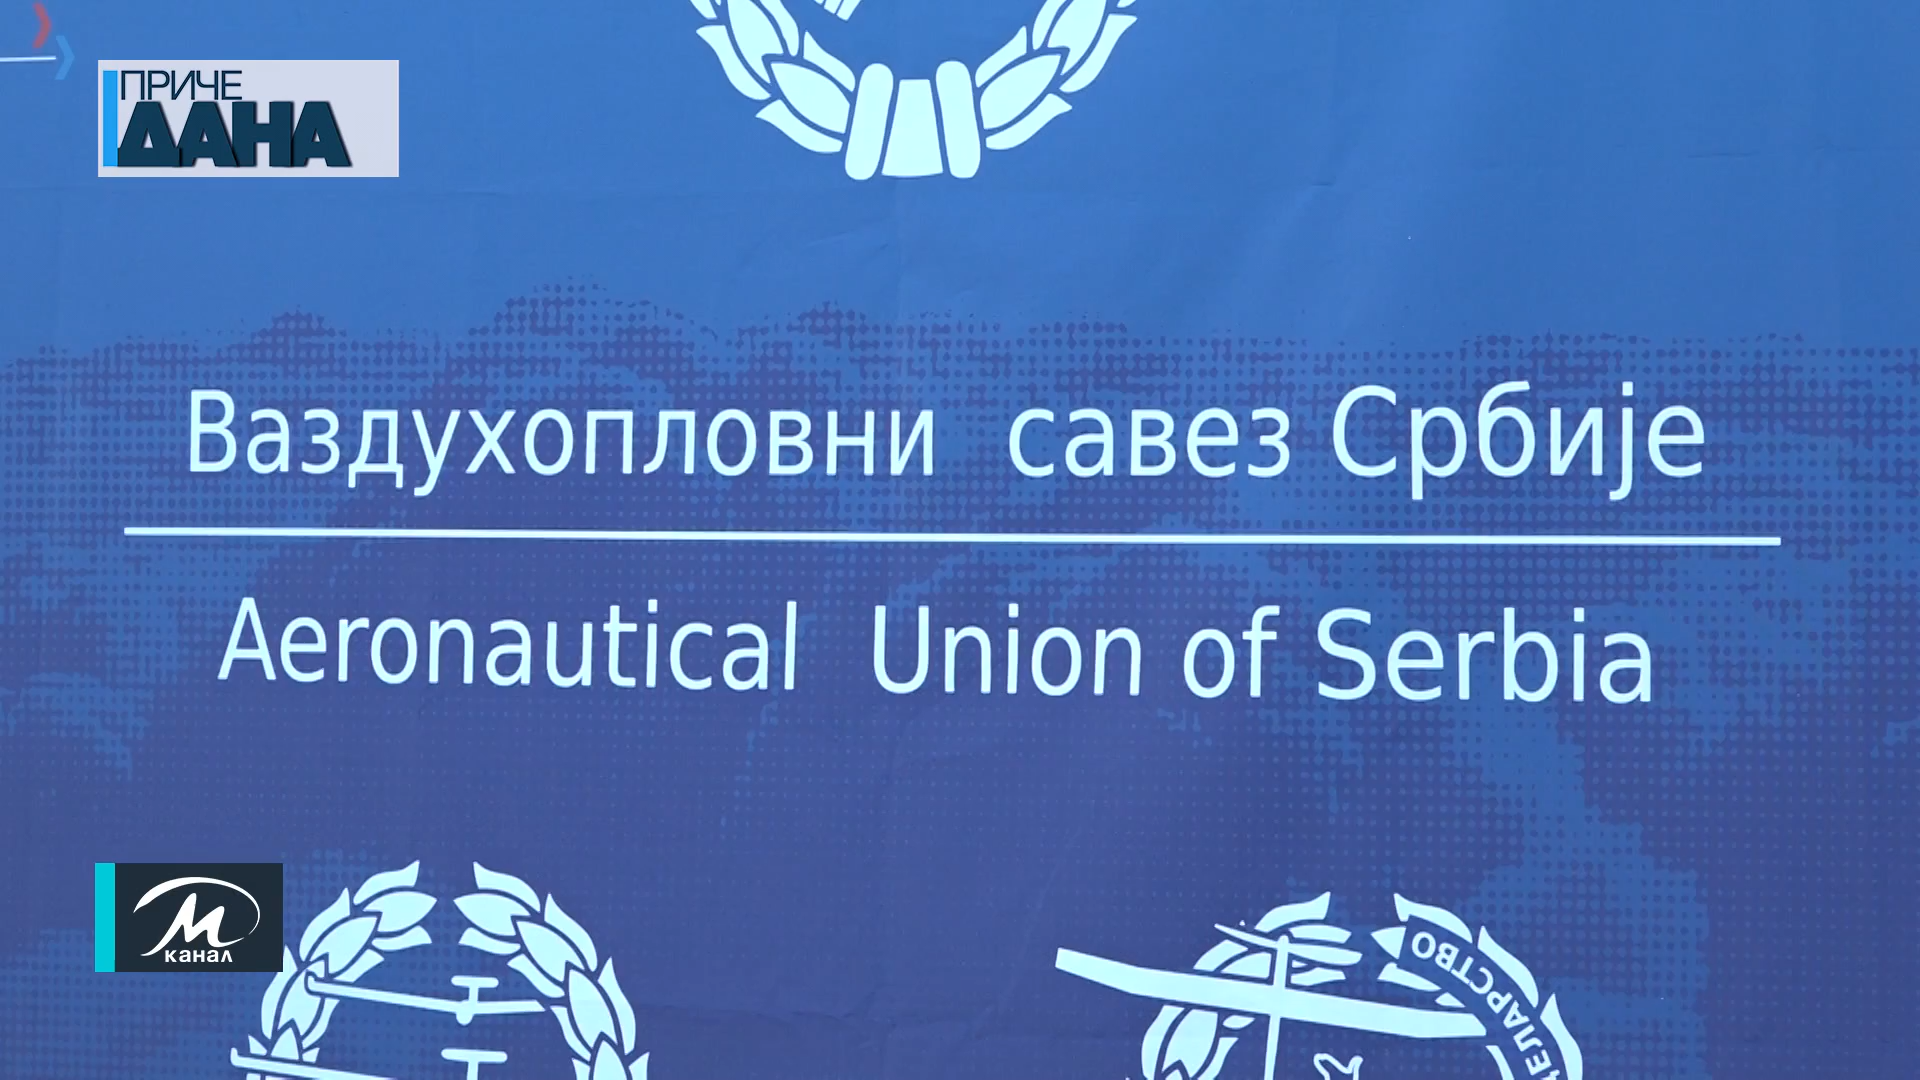 ПРИЧЕ
ДАНА
Ваздухопловни савез Србије
Aeronautical Union of Serbia
М
канал